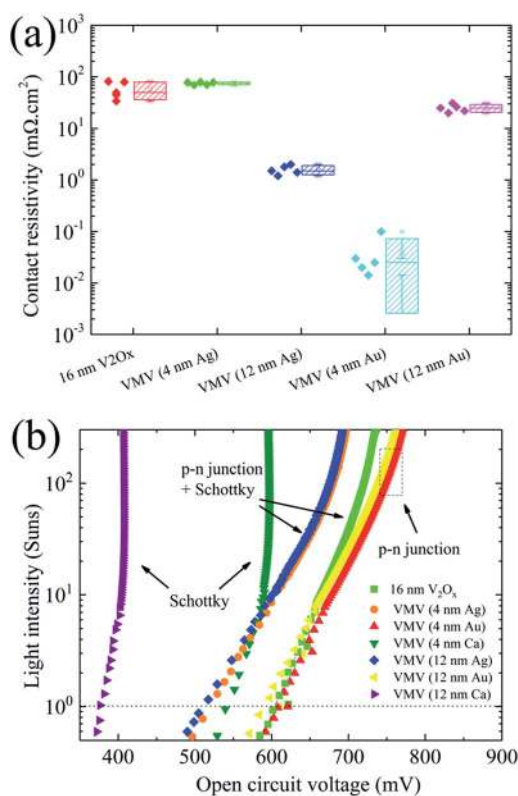 (a)
Contact resistivity (mΩ.cm²)
10³
10²
10¹
10⁰
10⁻¹
10⁻²
10⁻³
16 nm V2Ox
VMV (4 nm Ag)
VMV (12 nm Ag)
VMV (4 nm Au)
VMV (12 nm Au)
(b)
Light intensity (Suns)
10²
10¹
10⁰
p-n junction
+ Schottky
p-n junction
Schottky
16 nm V₂Oₓ
VMV (4 nm Ag)
VMV (4 nm Au)
VMV (4 nm Ca)
VMV (12 nm Ag)
VMV (12 nm Au)
VMV (12 nm Ca)
400 500 600 700 800 900
Open circuit voltage (mV)